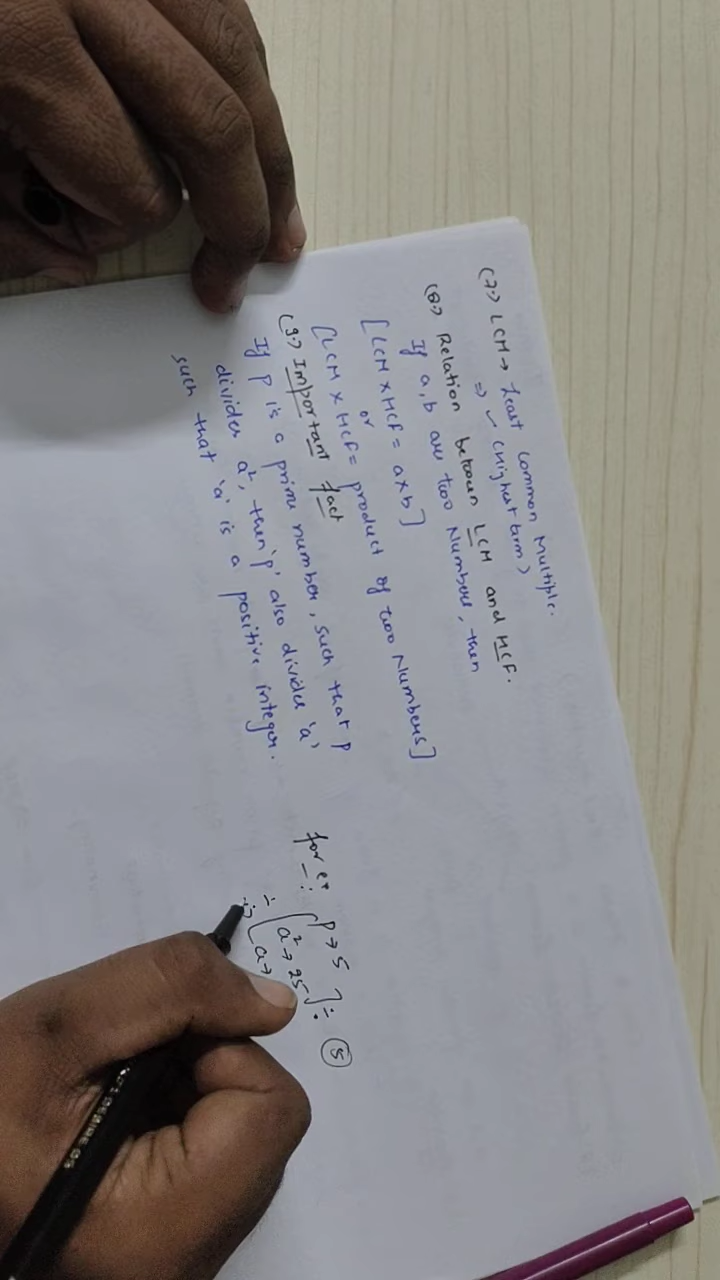 (7.) LCM → Least Common Multiple.
⇒ ✓ (Highest term)
(8.) Relation between LCM and HCF.
If a, b are two Numbers, then
[LCM × HCF = a × b]
or
[LCM × HCF = product of two Numbers]
(9.) Important fact
If p is a prime number, such that p
divides a², then 'p' also divides 'a'
such that 'a' is a positive integer.
for ex
P → 5
a² → 25
= 5
a →